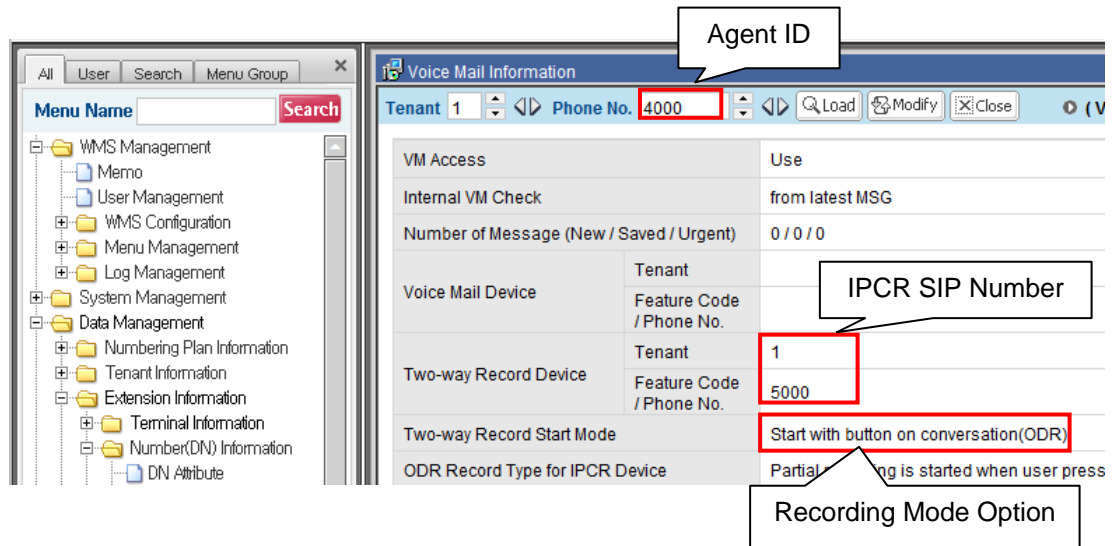 Agent ID
All User Search Menu Group ×
Menu Name Search
WMS Management
Memo
User Management
WMS Configuration
Menu Management
Log Management
System Management
Data Management
Numbering Plan Information
Tenant Information
Extension Information
Terminal Information
Number(DN) Information
DN Attribute
Voice Mail Information
Tenant 1 Phone No. 4000 Load Modify Close ( V
VM Access Use
Internal VM Check from latest MSG
Number of Message (New / Saved / Urgent) 0 / 0 / 0
Voice Mail Device
Tenant
Feature Code
/ Phone No.
IPCR SIP Number
Two-way Record Device
Tenant 1
Feature Code
/ Phone No.
5000
Two-way Record Start Mode Start with button on conversation(ODR)
ODR Record Type for IPCR Device Partial is started when user press
Recording Mode Option